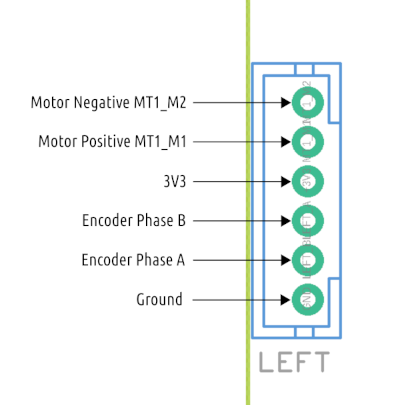 Motor Negative MT1_M2
Motor Positive MT1_M1
3V3
Encoder Phase B
Encoder Phase A
Ground
LEFT